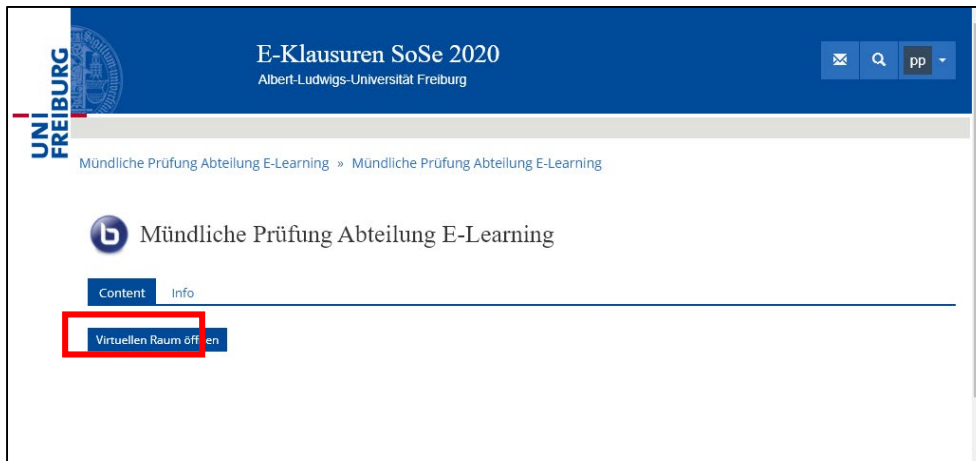 UNI
FREIBURG
E-Klausuren SoSe 2020
Albert-Ludwigs-Universität Freiburg
pp
Mündliche Prüfung Abteilung E-Learning » Mündliche Prüfung Abteilung E-Learning
b Mündliche Prüfung Abteilung E-Learning
Content Info
Virtuellen Raum öffnen